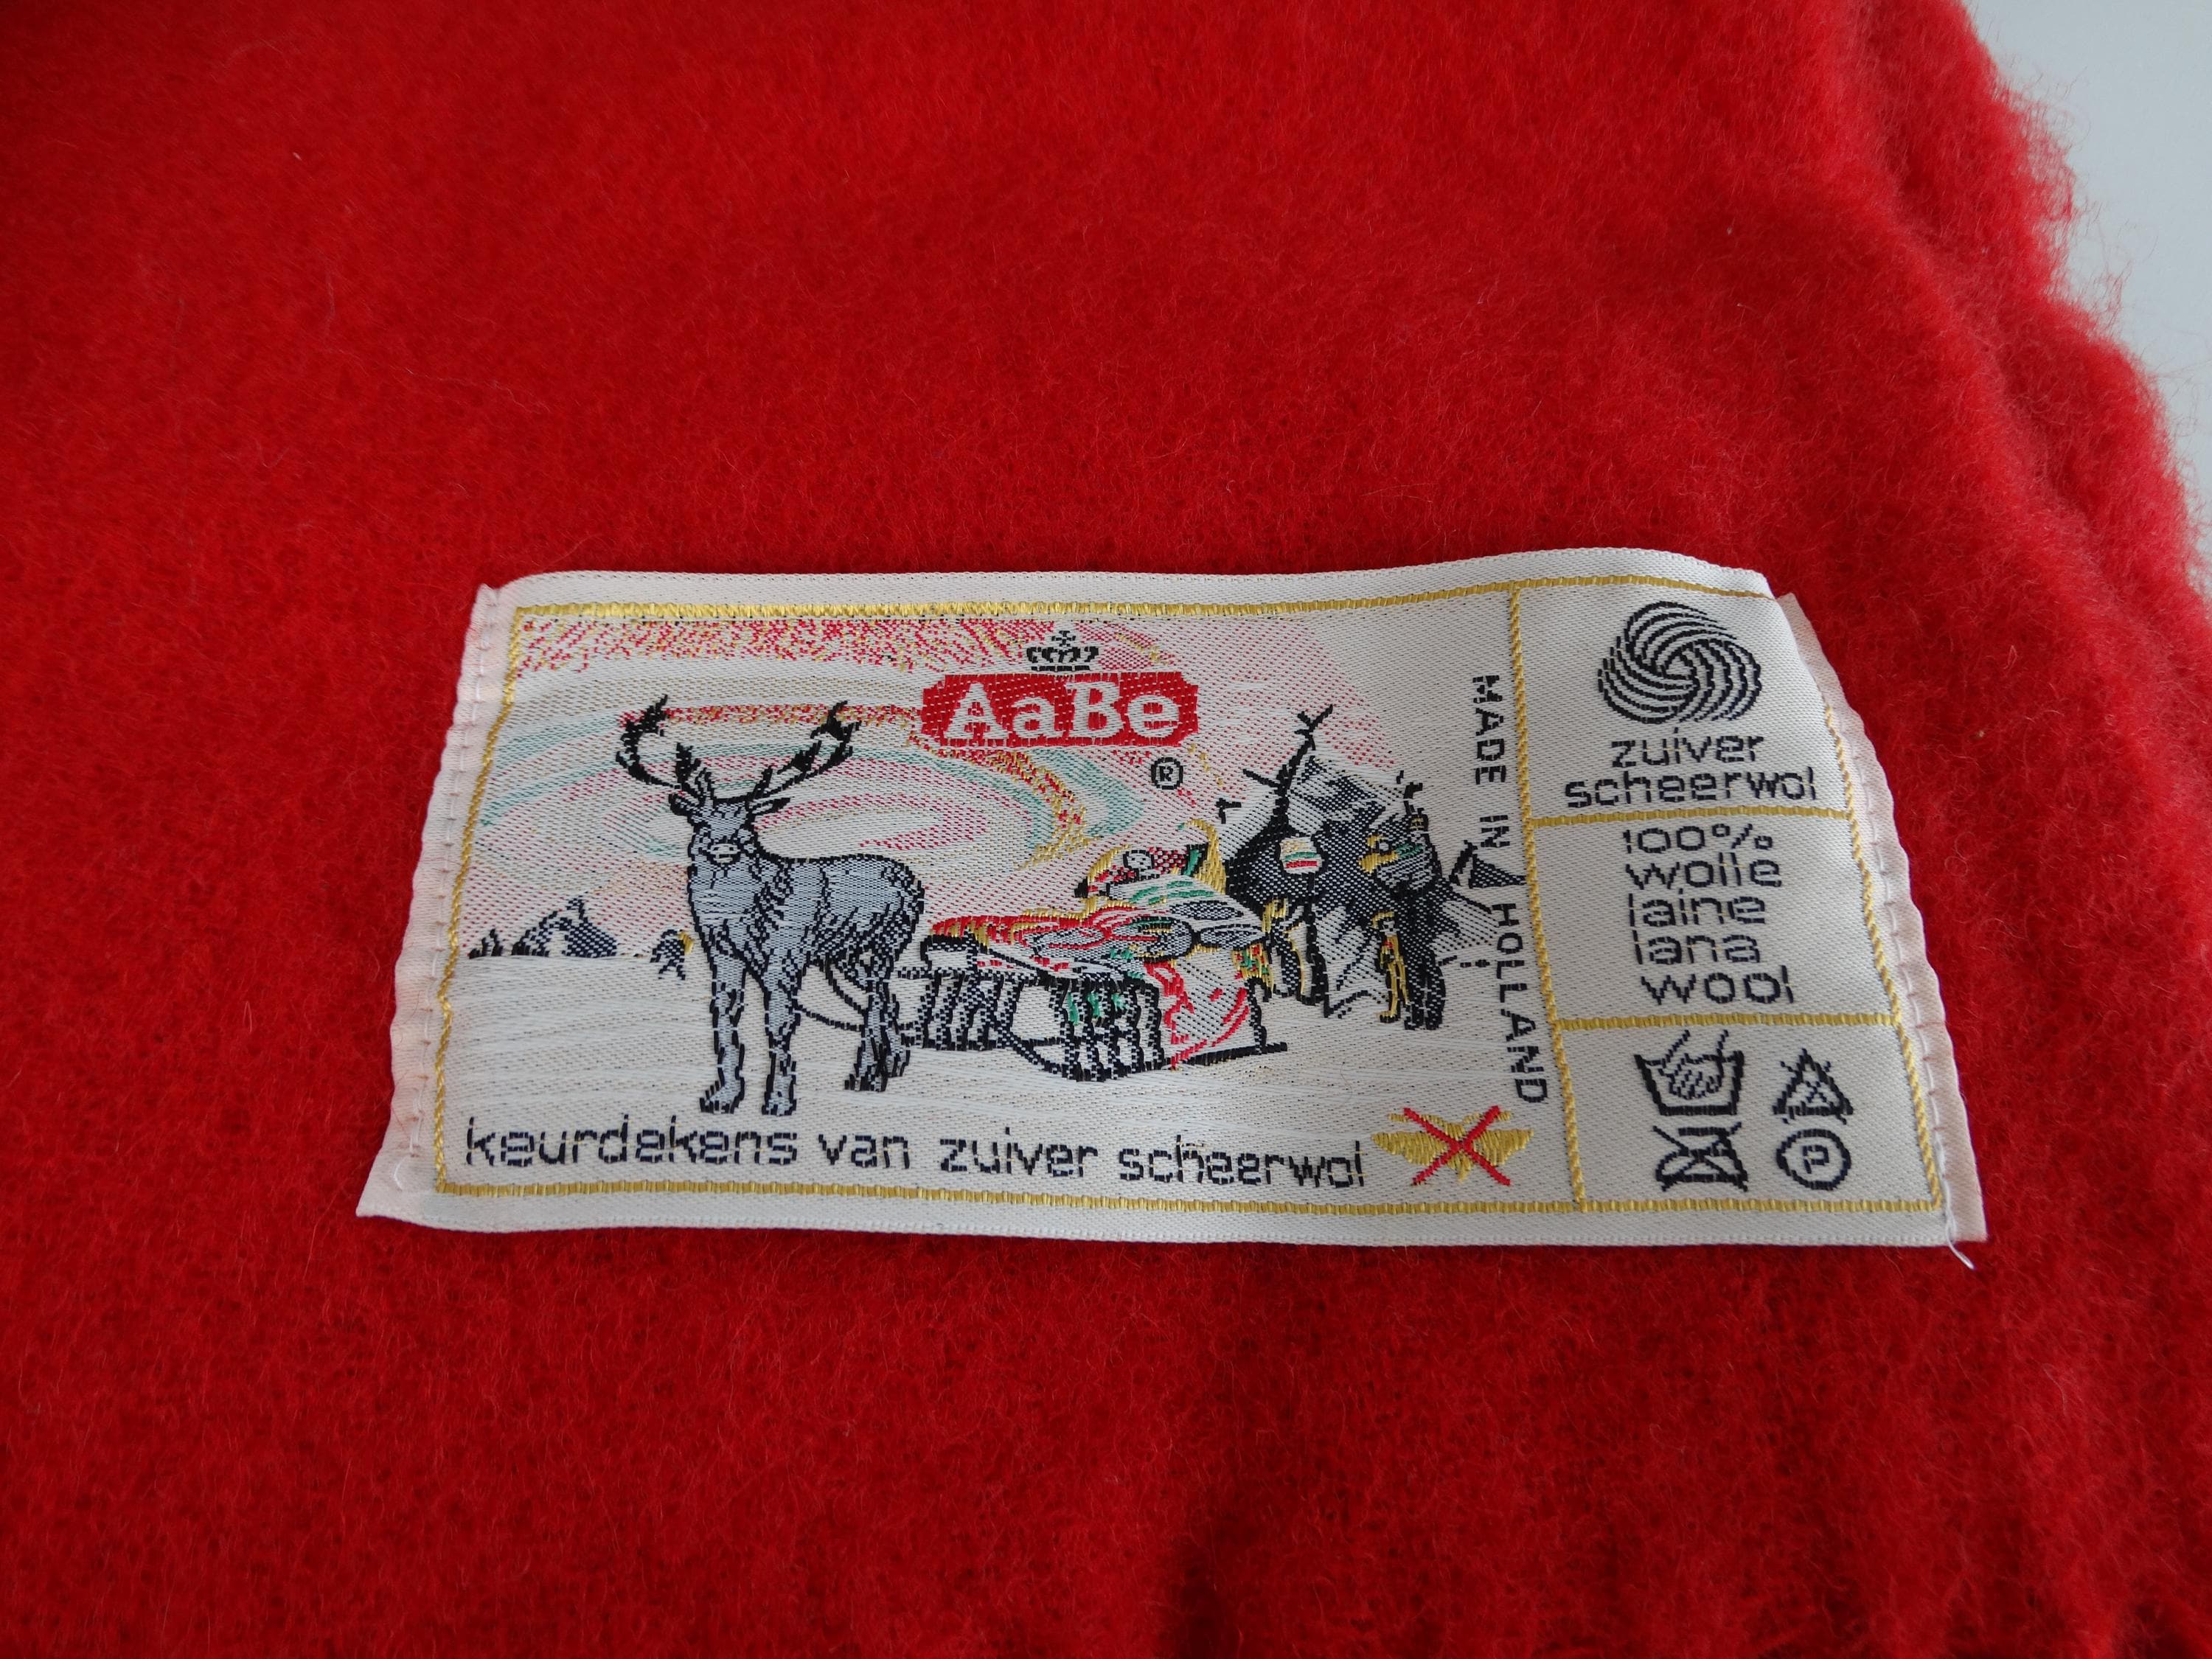 AaBe
®
MADE IN HOLLAND
keurdekens van zuiver scheerwol
zuiver
scheerwol
100%
wolle
laine
lana
wool
P